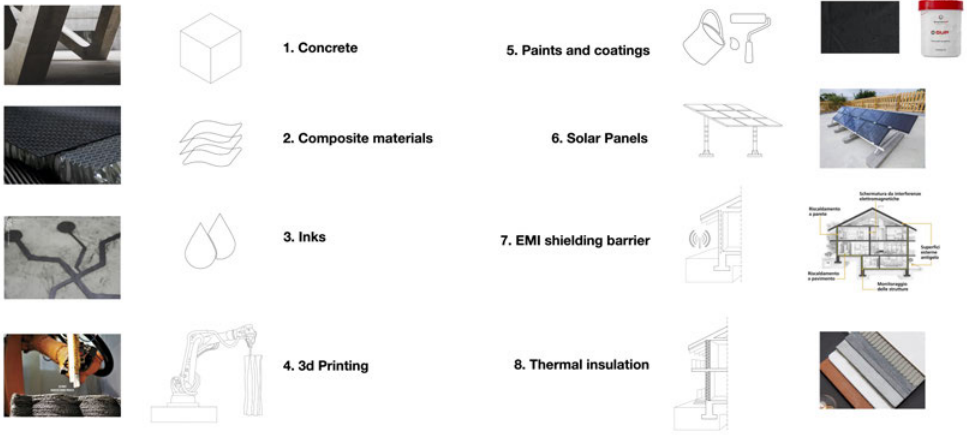 1. Concrete
2. Composite materials
3. Inks
4. 3d Printing
5. Paints and coatings
6. Solar Panels
7. EMI shielding barrier
Schermatura da interferenze
elettromagnetiche
Riscaldamento
a parete
Superfici
esterne
antigelo
Riscaldamento
a pavimento
Monitoraggio
delle strutture
8. Thermal insulation